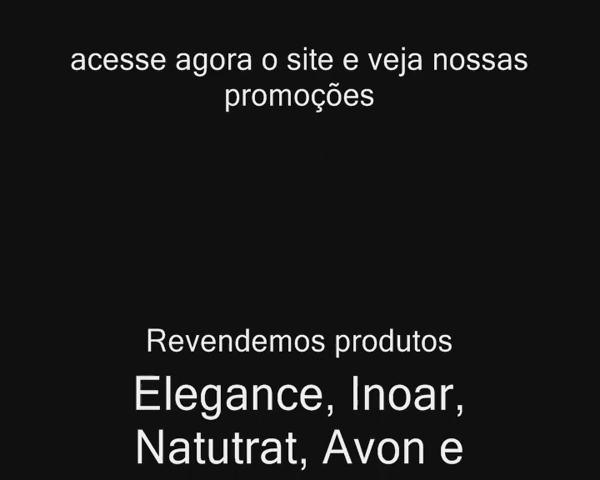 acesse agora o site e veja nossas
promoções
Revendemos produtos
Elegance, Inoar,
Natutrat, Avon e